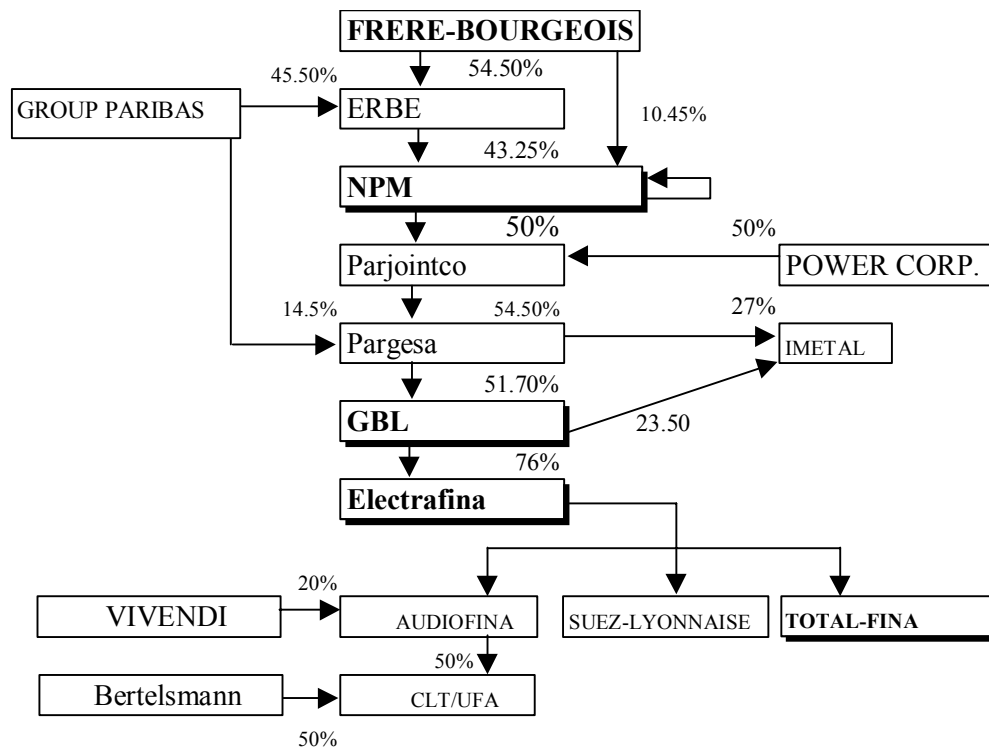 FRERE-BOURGEOIS
45.50%
54.50%
GROUP PARIBAS
ERBE
10.45%
43.25%
NPM
50%
50%
Parjointco
POWER CORP.
14.5%
54.50%
27%
Pargesa
IMETAL
51.70%
GBL
23.50
76%
Electrafina
20%
VIVENDI
AUDIOFINA
SUEZ-LYONNAISE
TOTAL-FINA
50%
Bertelsmann
CLT/UFA
50%